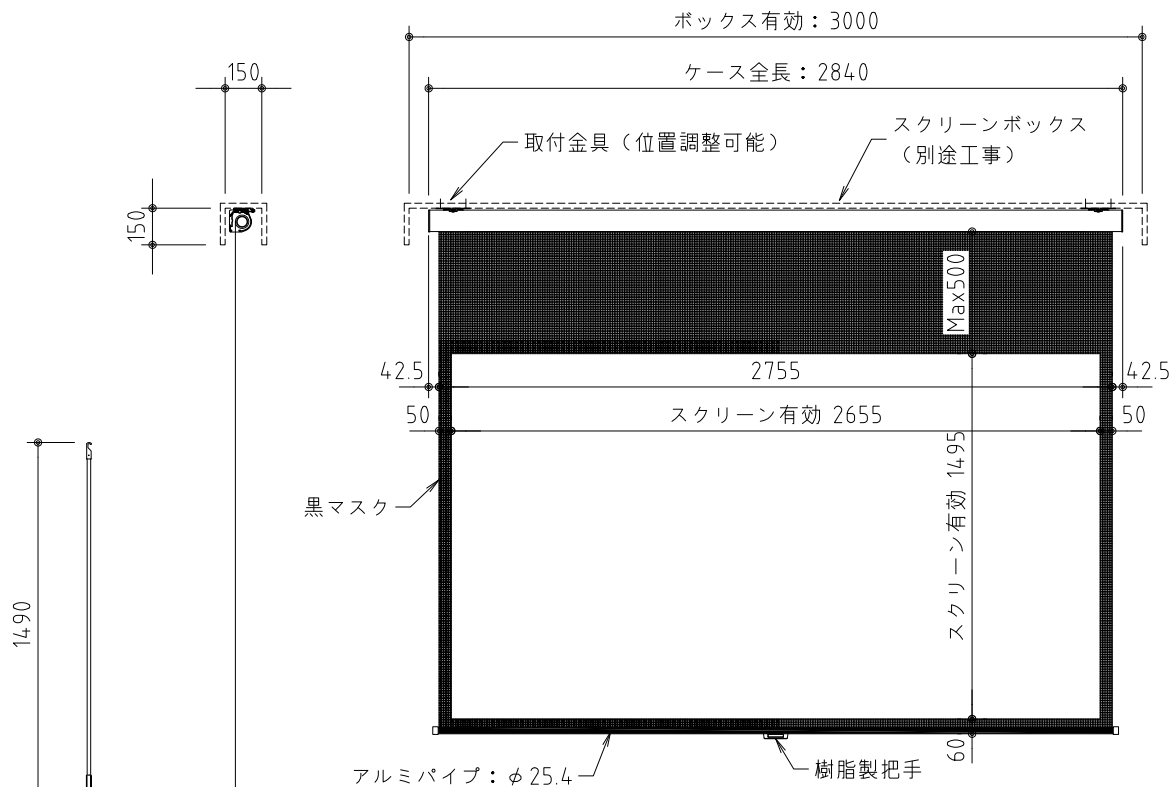 ボックス有効：3000
150
ケース全長：2840
取付金具（位置調整可能）
スクリーンボックス
（別途工事）
150
Max500
42.5
2755
42.5
50
スクリーン有効 2655
50
スクリーン有効 1495
黒マスク
1490
60
アルミパイプ：φ25.4
樹脂製把手